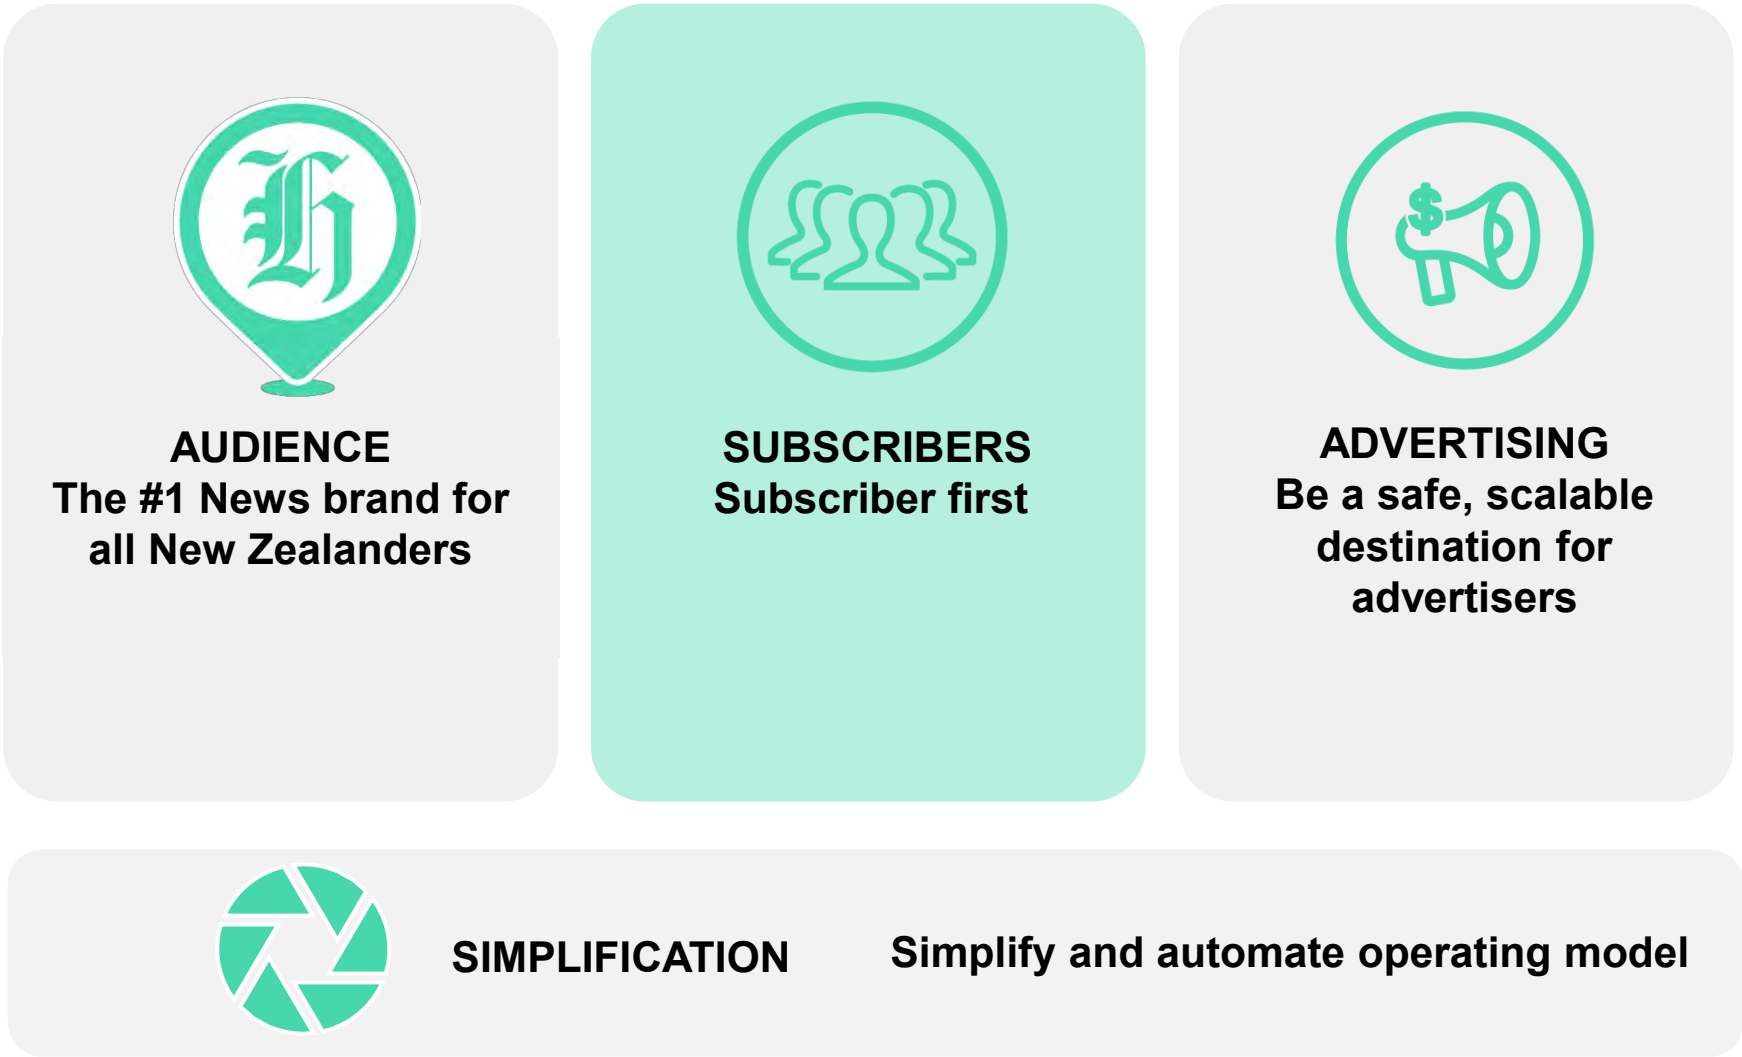 AUDIENCE
The #1 News brand for
all New Zealanders
SUBSCRIBERS
Subscriber first
$
ADVERTISING
Be a safe, scalable
destination for
advertisers
SIMPLIFICATION
Simplify and automate operating model